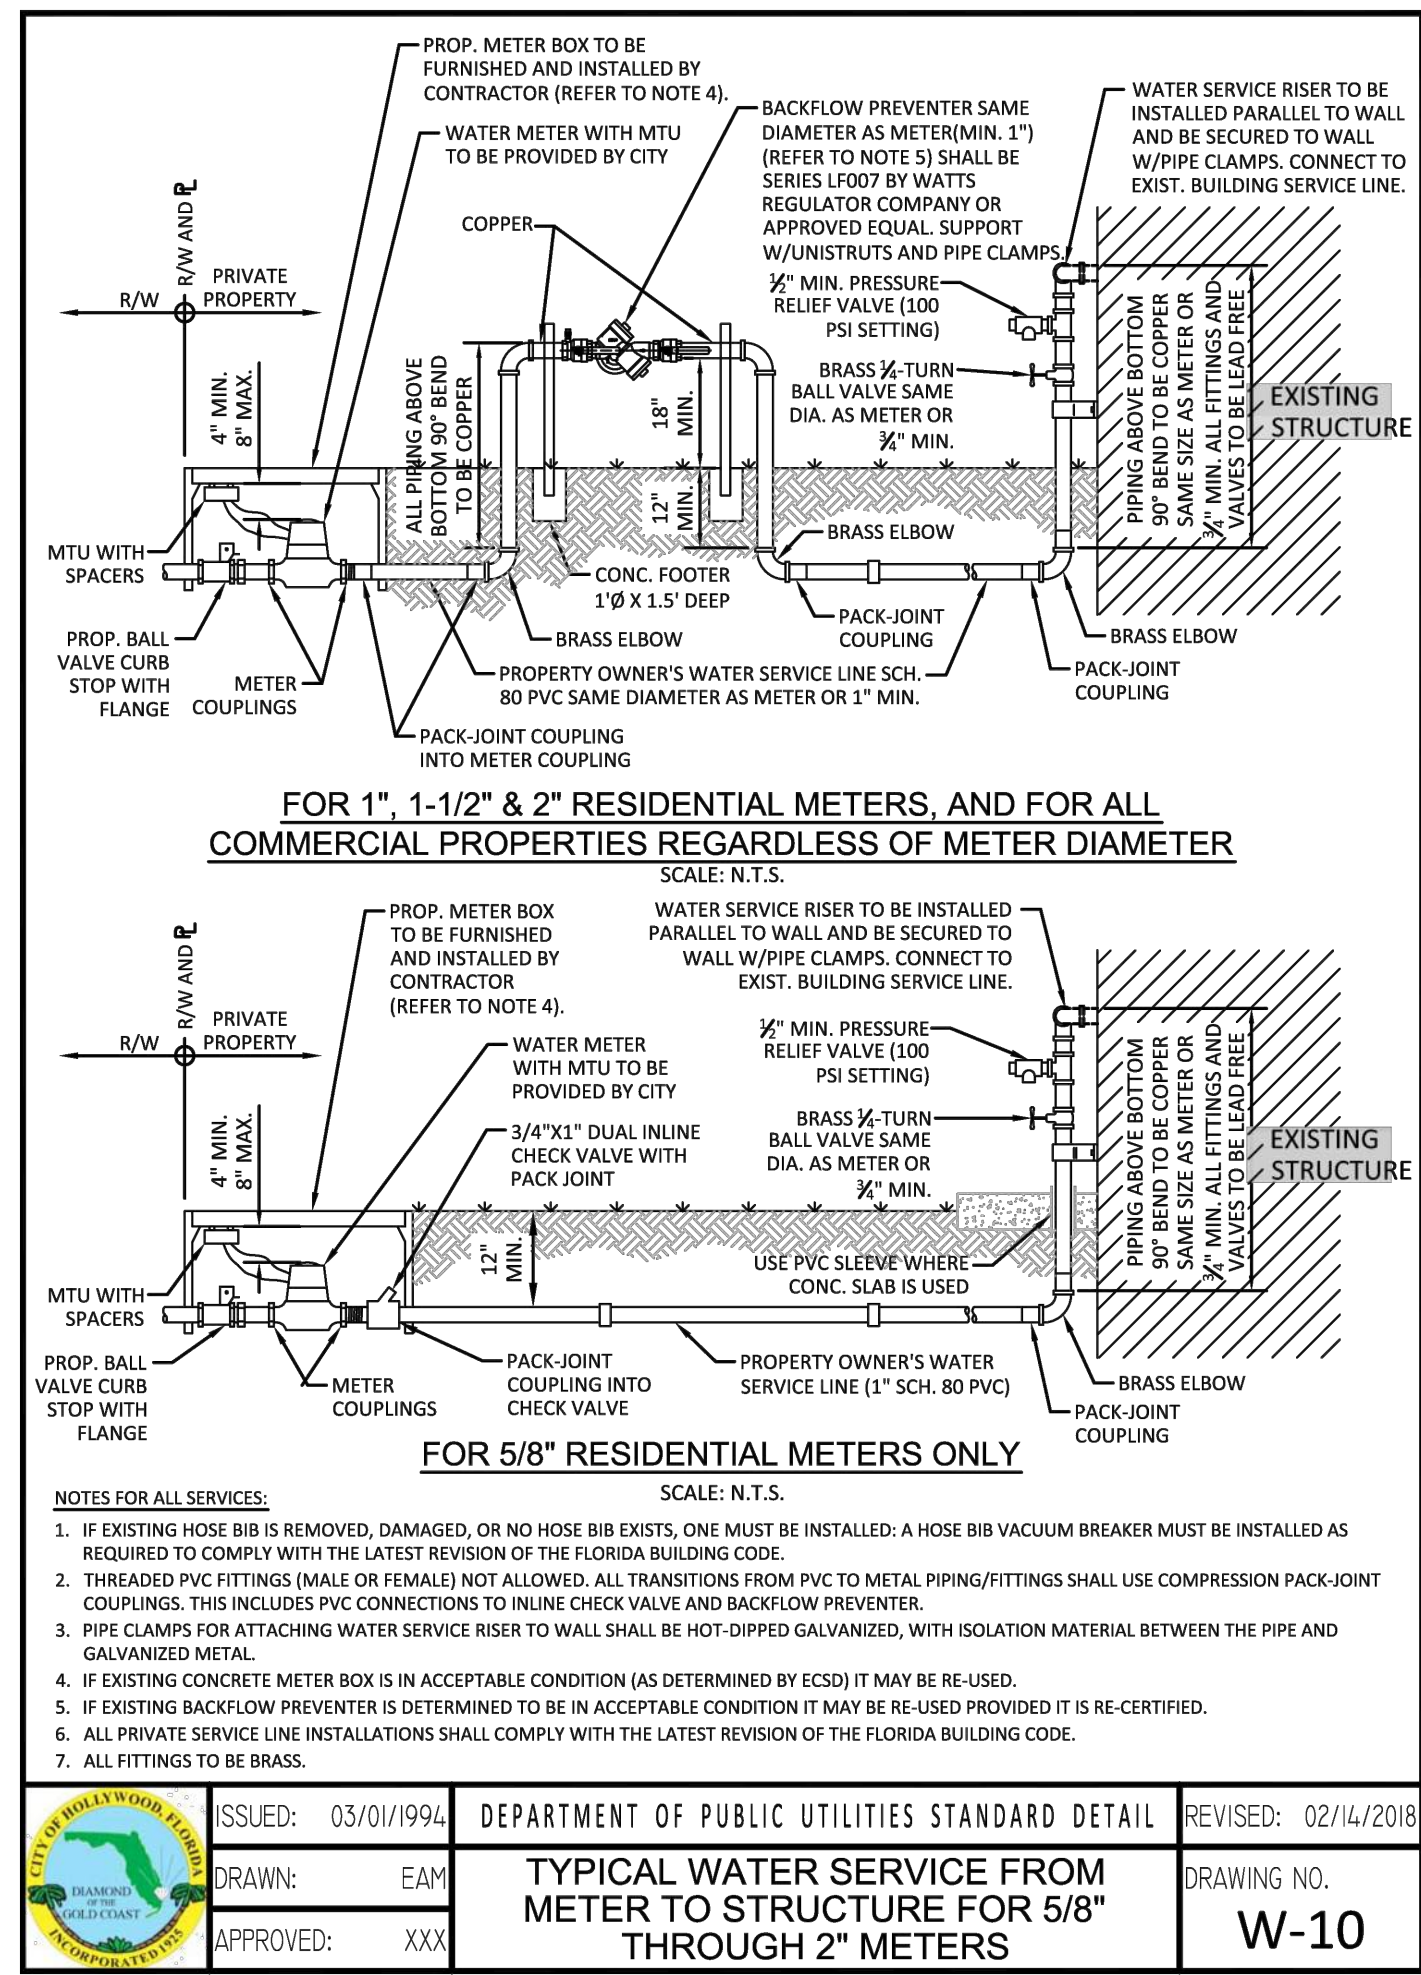 PROP. METER BOX TO BE
FURNISHED AND INSTALLED BY
CONTRACTOR (REFER TO NOTE 4).
WATER METER WITH MTU
TO BE PROVIDED BY CITY
BACKFLOW PREVENTER SAME
DIAMETER AS METER(MIN. 1")
(REFER TO NOTE 5) SHALL BE
SERIES LF007 BY WATTS
REGULATOR COMPANY OR
APPROVED EQUAL. SUPPORT
W/UNISTRUTS AND PIPE CLAMPS.
WATER SERVICE RISER TO BE
INSTALLED PARALLEL TO WALL
AND BE SECURED TO WALL
W/PIPE CLAMPS. CONNECT TO
EXIST. BUILDING SERVICE LINE.
COPPER
R/W AND PL
PRIVATE
PROPERTY
R/W
½" MIN. PRESSURE
RELIEF VALVE (100
PSI SETTING)
BRASS ¼-TURN
BALL VALVE SAME
DIA. AS METER OR
¾" MIN.
4" MIN.
8" MAX.
ALL PIPING ABOVE
BOTTOM 90° BEND
TO BE COPPER
18"
MIN.
12"
MIN.
PIPING ABOVE BOTTOM
90° BEND TO BE COPPER
SAME SIZE AS METER OR
¾" MIN. ALL FITTINGS AND
VALVES TO BE LEAD FREE
EXISTING
STRUCTURE
MTU WITH
SPACERS
BRASS ELBOW
CONC. FOOTER
1'Ø X 1.5' DEEP
PACK-JOINT
COUPLING
PROP. BALL
VALVE CURB
STOP WITH
FLANGE
METER
COUPLINGS
BRASS ELBOW
BRASS ELBOW
PROPERTY OWNER'S WATER SERVICE LINE SCH.
80 PVC SAME DIAMETER AS METER OR 1" MIN.
PACK-JOINT
COUPLING
PACK-JOINT COUPLING
INTO METER COUPLING
FOR 1", 1-1/2" & 2" RESIDENTIAL METERS, AND FOR ALL
COMMERCIAL PROPERTIES REGARDLESS OF METER DIAMETER
SCALE: N.T.S.
PROP. METER BOX
TO BE FURNISHED
AND INSTALLED BY
CONTRACTOR
(REFER TO NOTE 4).
WATER SERVICE RISER TO BE INSTALLED
PARALLEL TO WALL AND BE SECURED TO
WALL W/PIPE CLAMPS. CONNECT TO
EXIST. BUILDING SERVICE LINE.
R/W AND PL
PRIVATE
PROPERTY
R/W
WATER METER
WITH MTU TO BE
PROVIDED BY CITY
½" MIN. PRESSURE
RELIEF VALVE (100
PSI SETTING)
3/4"X1" DUAL INLINE
CHECK VALVE WITH
PACK JOINT
BRASS ¼-TURN
BALL VALVE SAME
DIA. AS METER OR
¾" MIN.
4" MIN.
8" MAX.
12"
MIN.
PIPING ABOVE BOTTOM
90° BEND TO BE COPPER
SAME SIZE AS METER OR
¾" MIN. ALL FITTINGS AND
VALVES TO BE LEAD FREE
EXISTING
STRUCTURE
USE PVC SLEEVE WHERE
CONC. SLAB IS USED
MTU WITH
SPACERS
PROP. BALL
VALVE CURB
STOP WITH
FLANGE
METER
COUPLINGS
PACK-JOINT
COUPLING INTO
CHECK VALVE
PROPERTY OWNER'S WATER
SERVICE LINE (1" SCH. 80 PVC)
BRASS ELBOW
PACK-JOINT
COUPLING
FOR 5/8" RESIDENTIAL METERS ONLY
SCALE: N.T.S.
NOTES FOR ALL SERVICES:
1. IF EXISTING HOSE BIB IS REMOVED, DAMAGED, OR NO HOSE BIB EXISTS, ONE MUST BE INSTALLED: A HOSE BIB VACUUM BREAKER MUST BE INSTALLED AS
REQUIRED TO COMPLY WITH THE LATEST REVISION OF THE FLORIDA BUILDING CODE.
2. THREADED PVC FITTINGS (MALE OR FEMALE) NOT ALLOWED. ALL TRANSITIONS FROM PVC TO METAL PIPING/FITTINGS SHALL USE COMPRESSION PACK-JOINT
COUPLINGS. THIS INCLUDES PVC CONNECTIONS TO INLINE CHECK VALVE AND BACKFLOW PREVENTER.
3. PIPE CLAMPS FOR ATTACHING WATER SERVICE RISER TO WALL SHALL BE HOT-DIPPED GALVANIZED, WITH ISOLATION MATERIAL BETWEEN THE PIPE AND
GALVANIZED METAL.
4. IF EXISTING CONCRETE METER BOX IS IN ACCEPTABLE CONDITION (AS DETERMINED BY ECSD) IT MAY BE RE-USED.
5. IF EXISTING BACKFLOW PREVENTER IS DETERMINED TO BE IN ACCEPTABLE CONDITION IT MAY BE RE-USED PROVIDED IT IS RE-CERTIFIED.
6. ALL PRIVATE SERVICE LINE INSTALLATIONS SHALL COMPLY WITH THE LATEST REVISION OF THE FLORIDA BUILDING CODE.
7. ALL FITTINGS TO BE BRASS.
CITY OF HOLLYWOOD, FLORIDA
DIAMOND
OF THE
GOLD COAST
INCORPORATED 1925
ISSUED: 03/01/1994
DRAWN: EAM
APPROVED: XXX
DEPARTMENT OF PUBLIC UTILITIES STANDARD DETAIL
TYPICAL WATER SERVICE FROM
METER TO STRUCTURE FOR 5/8"
THROUGH 2" METERS
REVISED: 02/14/2018
DRAWING NO.
W-10